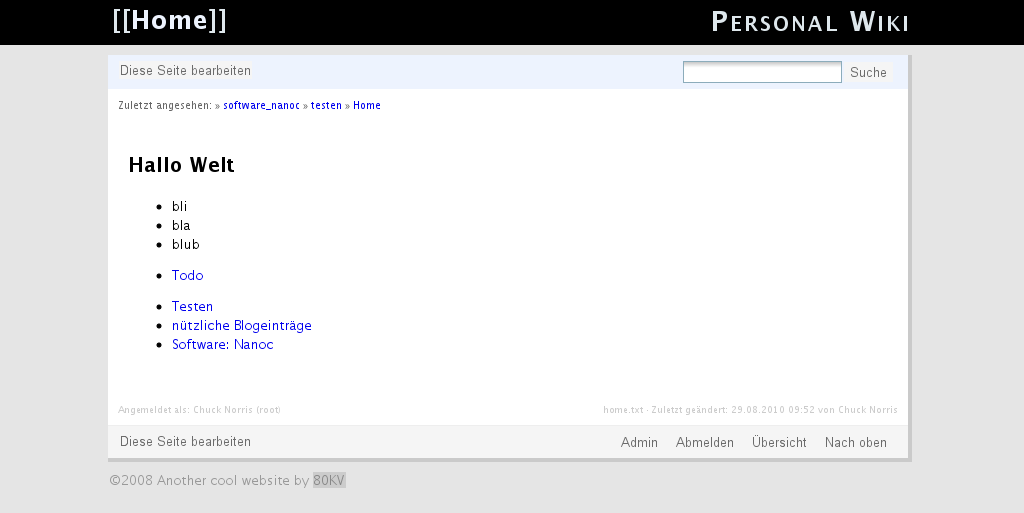 [[Home]] Personal Wiki
Diese Seite bearbeiten Suche
Zuletzt angesehen: » software_nanoc » testen » Home
Hallo Welt
• bli
• bla
• blub
• Todo
• Testen
• nützliche Blogeinträge
• Software: Nanoc
Angemeldet als: Chuck Norris (root) home.txt · Zuletzt geändert: 29.08.2010 09:52 von Chuck Norris
Diese Seite bearbeiten Admin Abmelden Übersicht Nach oben
©2008 Another cool website by 80KV